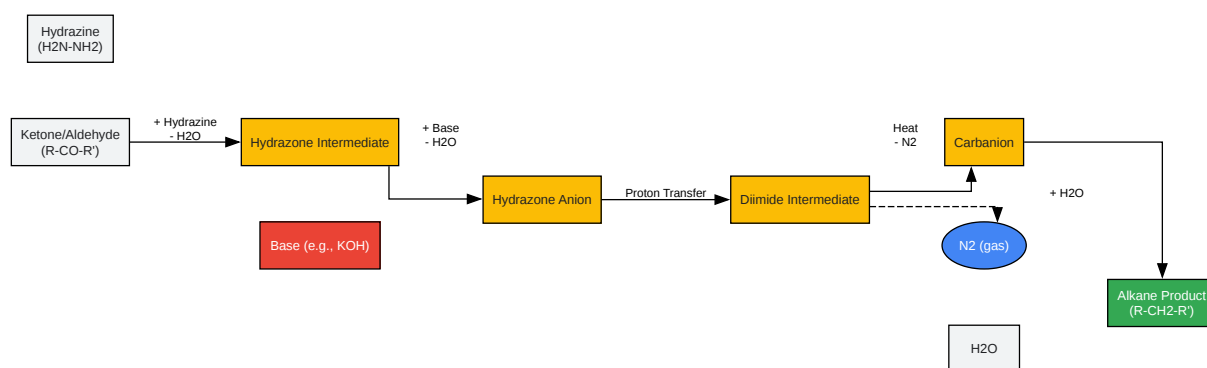 Hydrazine
(H2N-NH2)
Ketone/Aldehyde
(R-CO-R')
+ Hydrazine
- H2O
Hydrazone Intermediate
+ Base
- H2O
Base (e.g., KOH)
Hydrazone Anion
Proton Transfer
Diimide Intermediate
Heat
- N2
Carbanion
N2 (gas)
+ H2O
Alkane Product
(R-CH2-R')
H2O